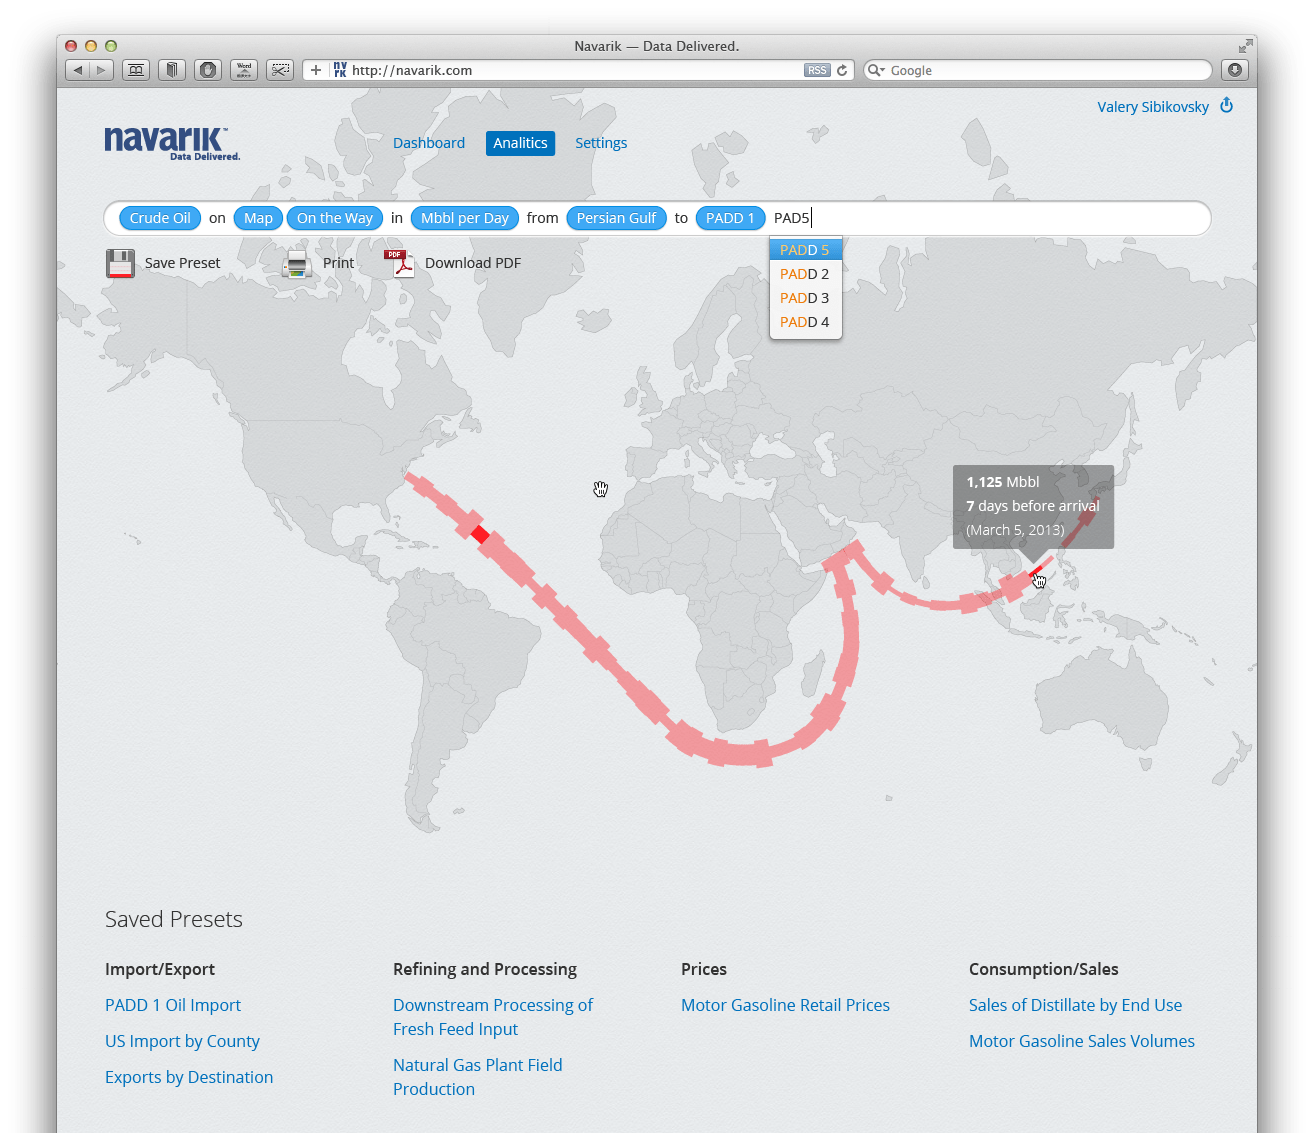 Navarik — Data Delivered.
Word
+ NV RK http://navarik.com RSS Google
Valery Sibikovsky
navarik™
Data Delivered.
Dashboard Analitics Settings
Crude Oil on Map On the Way in Mbbl per Day from Persian Gulf to PADD 1 PAD5
PADD 5
PADD 2
PADD 3
PADD 4
Save Preset Print PDF Download PDF
1,125 Mbbl
7 days before arrival
(March 5, 2013)
Saved Presets
Import/Export
PADD 1 Oil Import
US Import by County
Exports by Destination
Refining and Processing
Downstream Processing of
Fresh Feed Input
Natural Gas Plant Field
Production
Prices
Motor Gasoline Retail Prices
Consumption/Sales
Sales of Distillate by End Use
Motor Gasoline Sales Volumes